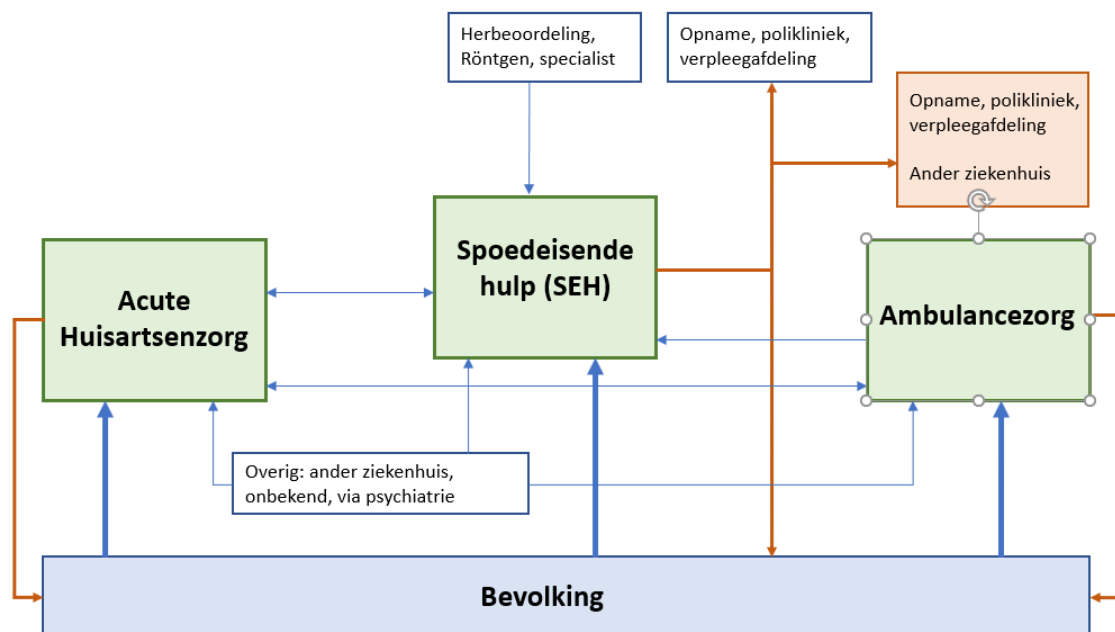 Herbeoordeling,
Röntgen, specialist
Opname, polikliniek,
verpleegafdeling
Opname, polikliniek,
verpleegafdeling
Ander ziekenhuis
Spoedeisende
hulp (SEH)
Acute
Huisartsenzorg
Ambulancezorg
Overig: ander ziekenhuis,
onbekend, via psychiatrie
Bevolking